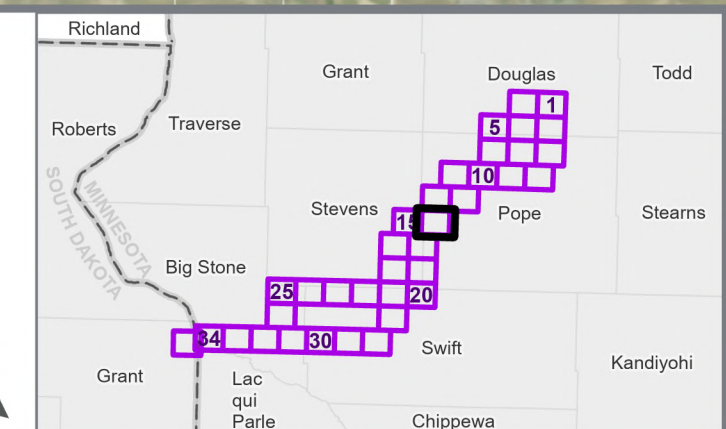 Richland
Grant
Douglas
Todd
1
Roberts
Traverse
5
SOUTH DAKOTA
MINNESOTA
10
Stevens
15
Pope
Stearns
Big Stone
25
20
34
30
Swift
Kandiyohi
Grant
Lac
qui
Parle
Chippewa